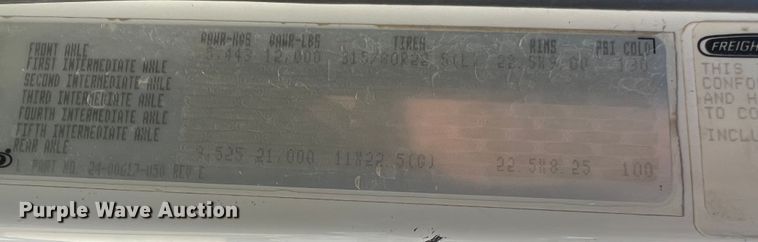 GAWR-KGS GAWR-LBS TIRES RIMS PSI COLD
FRONT AXLE 5,443 12,000 315/80R22.5(L) 22.5X9.00 130
FIRST INTERMEDIATE AXLE
SECOND INTERMEDIATE AXLE
THIRD INTERMEDIATE AXLE
FOURTH INTERMEDIATE AXLE
FIFTH INTERMEDIATE AXLE
REAR AXLE 9,525 21,000 11R22.5(G) 22.5X8.25 100
PART NO. 24-00613-050 REV E
FREIGH
THIS
CONFO
AND H
TO CO
INCLU
Purple Wave Auction